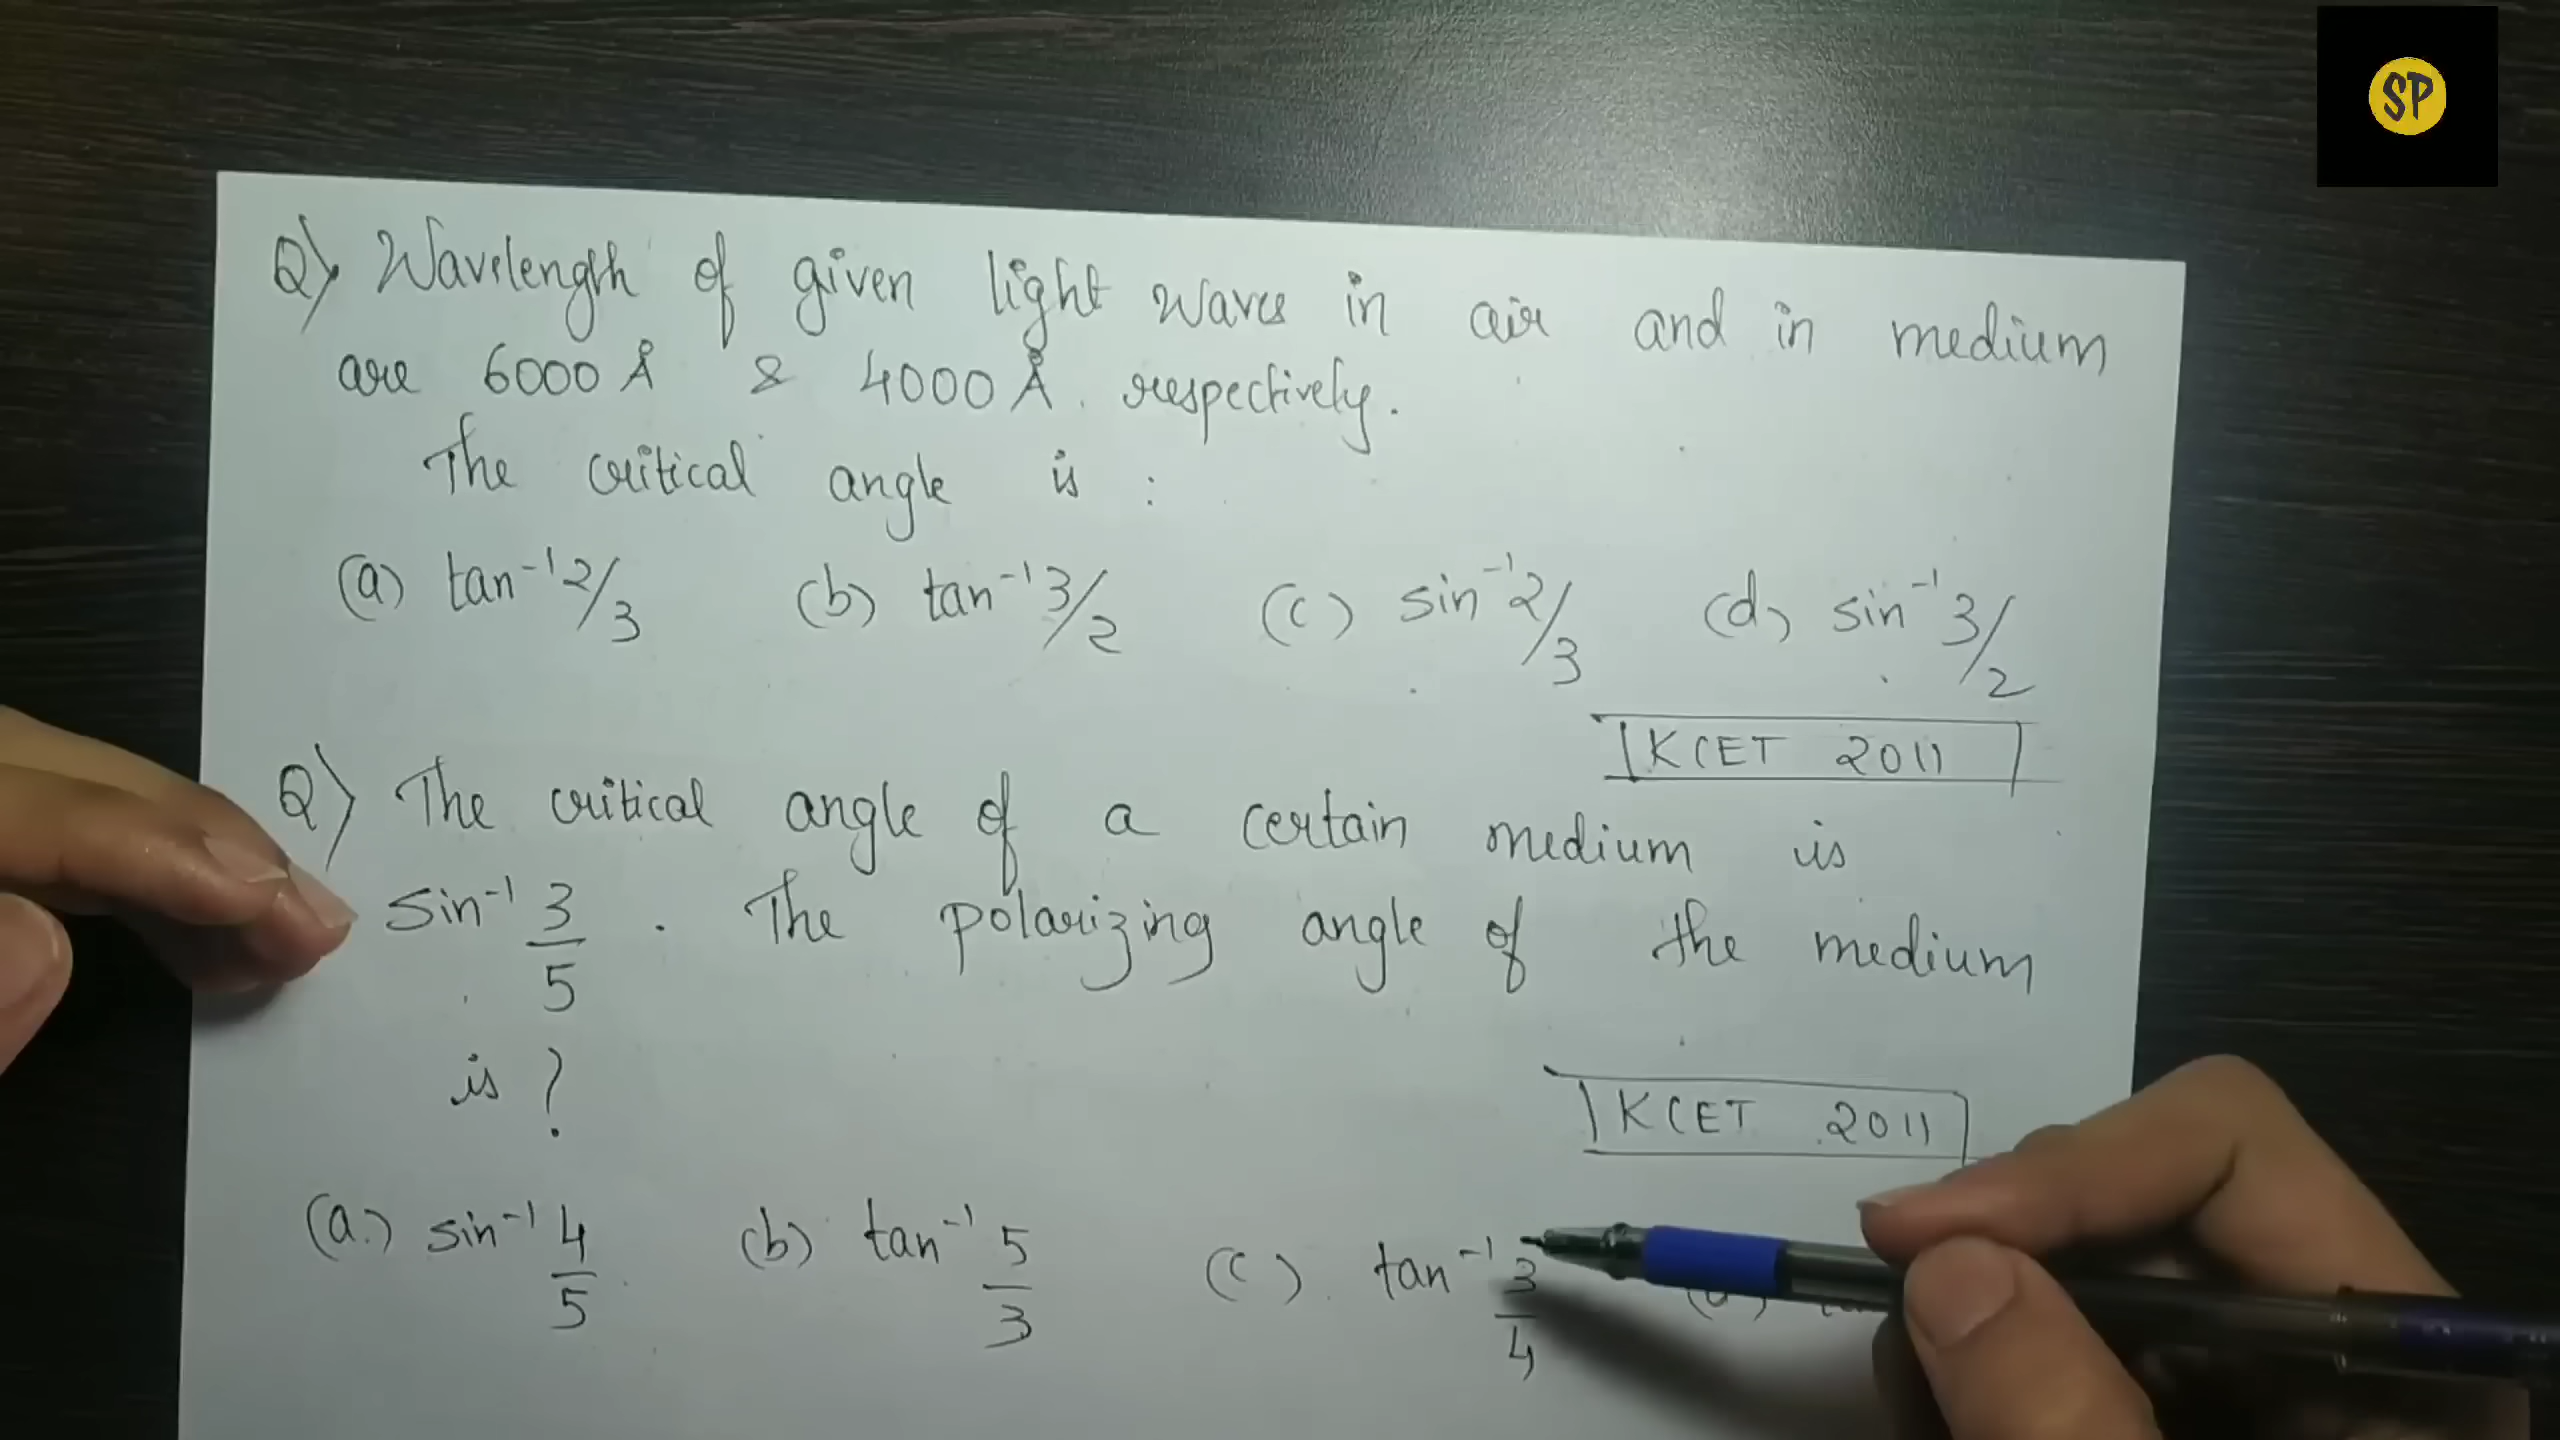 SP
Q) Wavelength of given light waves in air and in medium
are 6000 Å & 4000 Å respectively.
The critical angle is :
(a) tan⁻¹ 2/3 (b) tan⁻¹ 3/2 (c) sin⁻¹ 2/3 (d) sin⁻¹ 3/2
KCET 2011
Q) The critical angle of a certain medium is
sin⁻¹ 3/5 . The polarizing angle of the medium
is ?
KCET 2011
(a.) sin⁻¹ 4/5 (b) tan⁻¹ 5/3 (c) tan⁻¹ 3/4